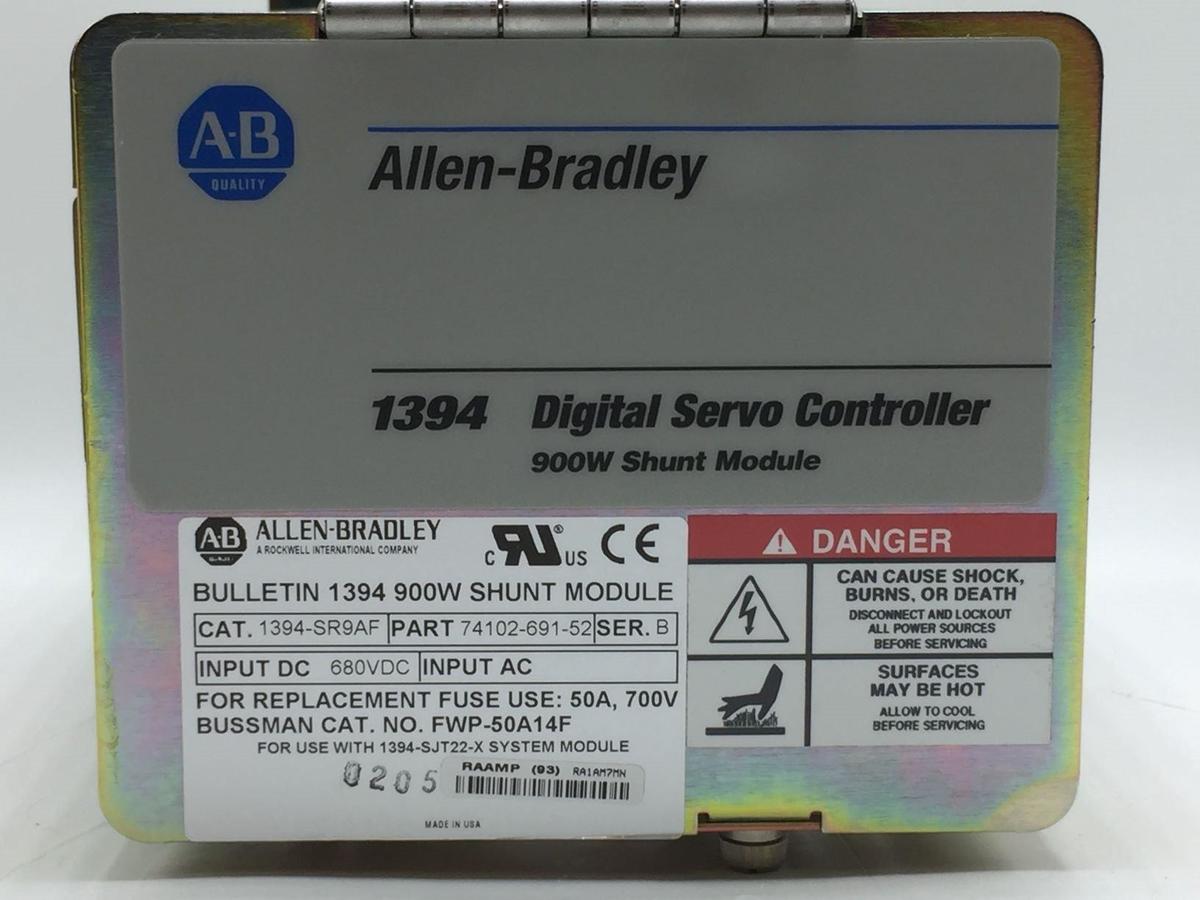 A-B
QUALITY
Allen-Bradley
1394 Digital Servo Controller
900W Shunt Module
A-B
ALLEN-BRADLEY
A ROCKWELL INTERNATIONAL COMPANY
C RU US CE
®
BULLETIN 1394 900W SHUNT MODULE
CAT. 1394-SR9AF PART 74102-691-52 SER. B
INPUT DC 680VDC INPUT AC
FOR REPLACEMENT FUSE USE: 50A, 700V
BUSSMAN CAT. NO. FWP-50A14F
FOR USE WITH 1394-SJT22-X SYSTEM MODULE
0205
RAAMP (93) RA1AM7MN
MADE IN USA
DANGER
CAN CAUSE SHOCK,
BURNS, OR DEATH
DISCONNECT AND LOCKOUT
ALL POWER SOURCES
BEFORE SERVICING
SURFACES
MAY BE HOT
ALLOW TO COOL
BEFORE SERVICING